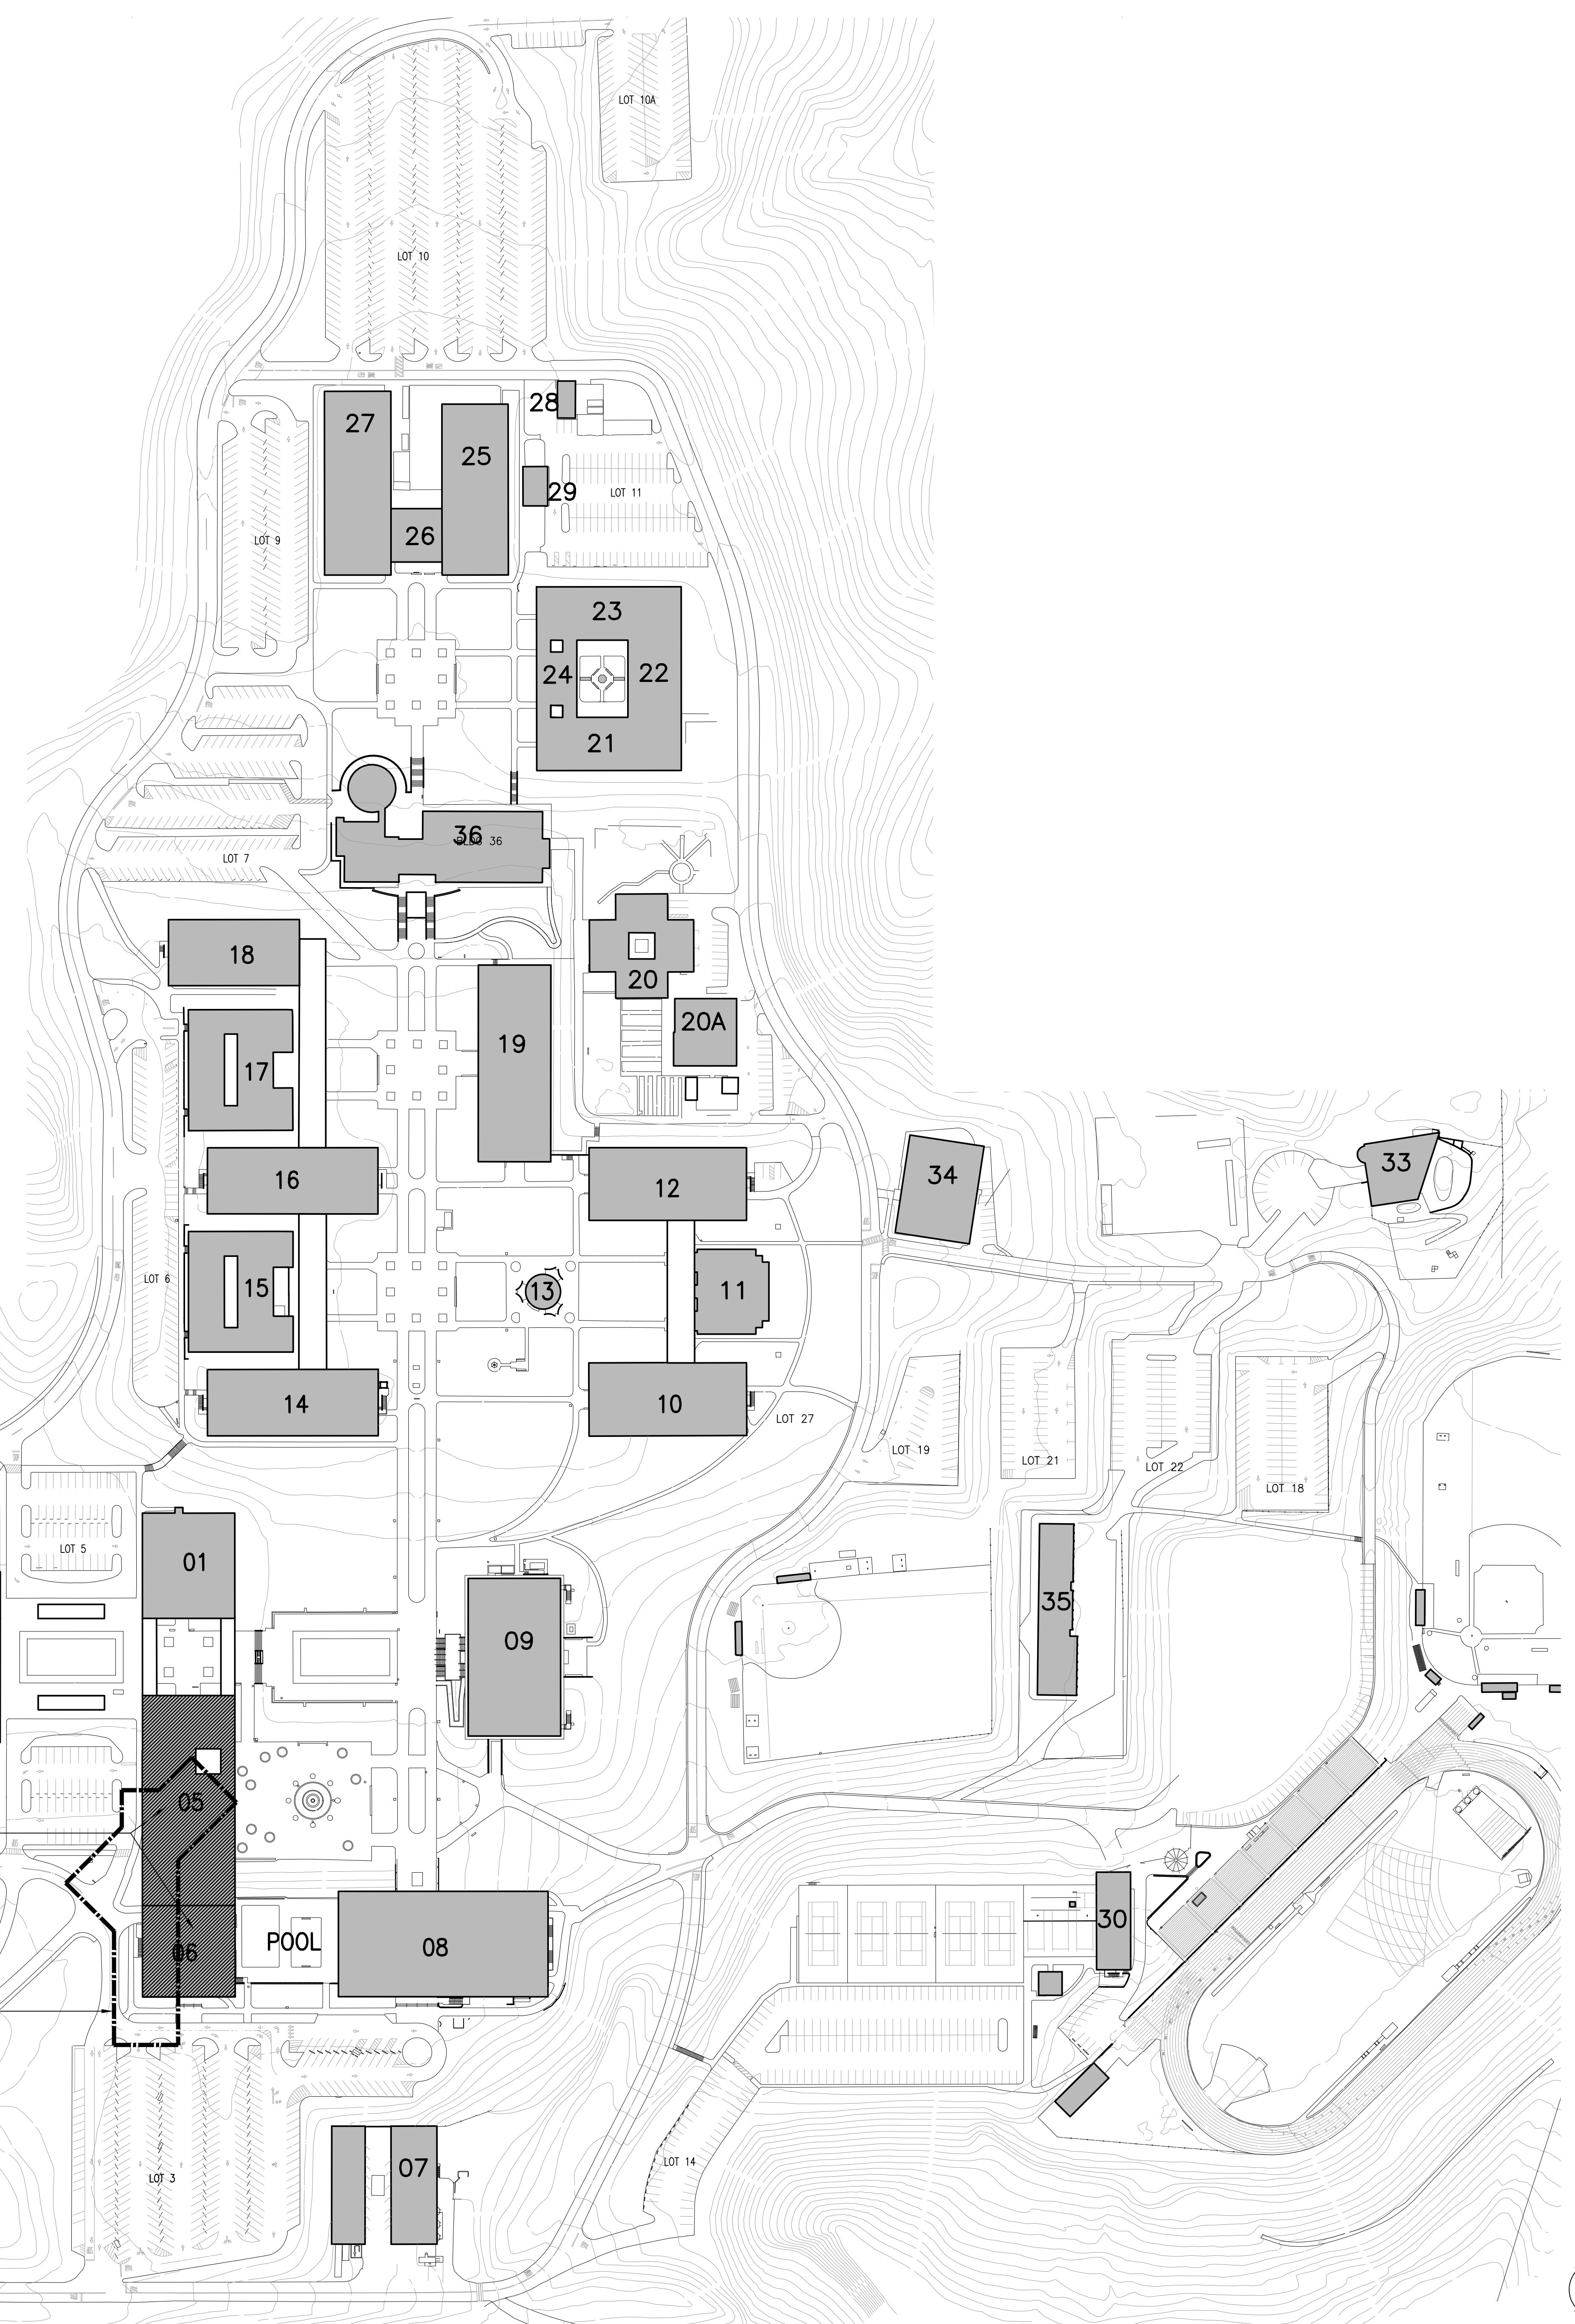 LOT 10A
LOT 10
27
28
25
29
LOT 11
26
LOT 9
23
24
22
21
36
BLDG 36
LOT 7
18
20
20A
19
17
33
34
16
12
LOT 6
15
13
11
14
10
LOT 27
LOT 19
LOT 21
LOT 22
LOT 18
LOT 5
01
35
09
05
30
POOL
08
06
07
LOT 14
LOT 3